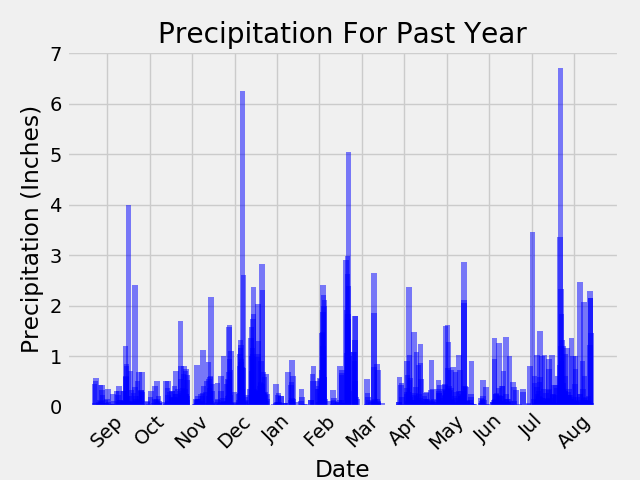 Precipitation For Past Year
Precipitation (Inches)
7
6
5
4
3
2
1
0
Sep Oct Nov Dec Jan Feb Mar Apr May Jun Jul Aug
Date